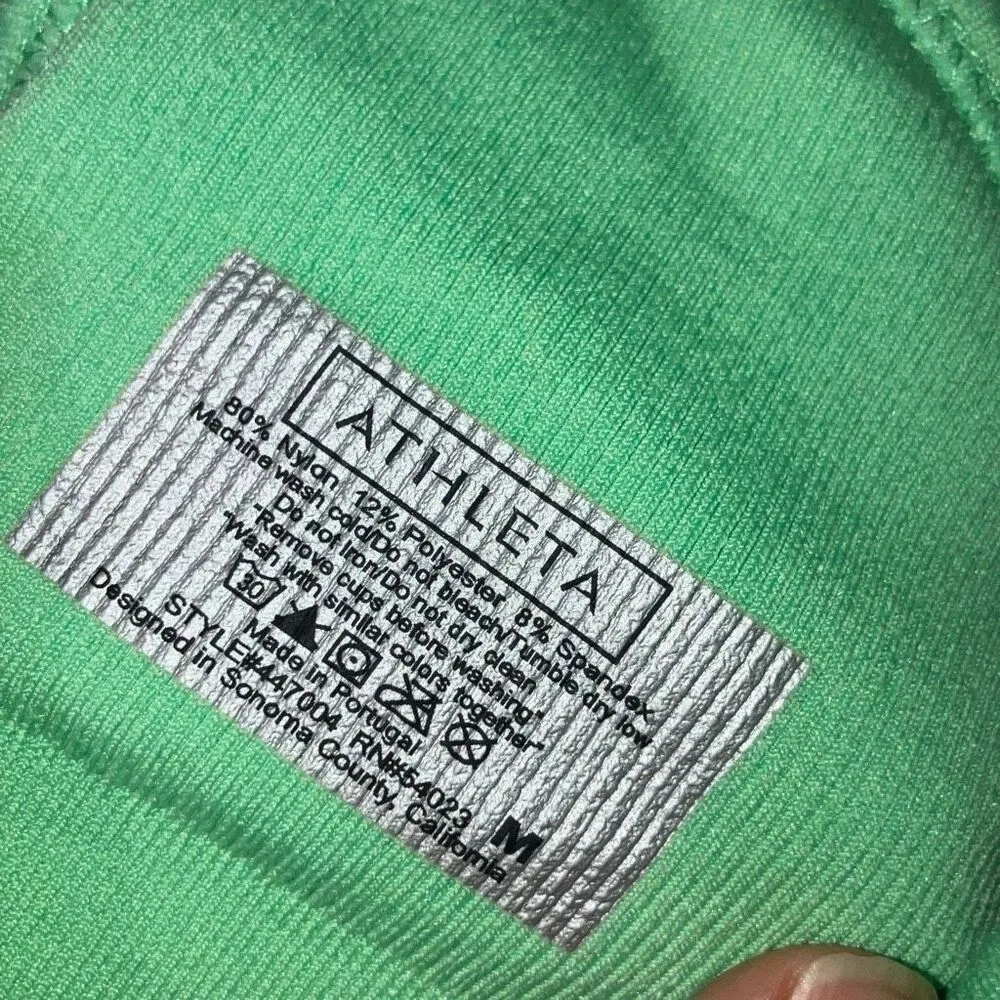 ATHLETA
80% Nylon, 12% Polyester, 8% Spandex
Machine wash cold/Do not bleach/Tumble dry low
Do not Iron/Do not dry clean
"Remove cups before washing"
"Wash with similar colors together"
30
Made in Portugal
STYLE#447004 RN#54023 M
Designed in Sonoma County, California